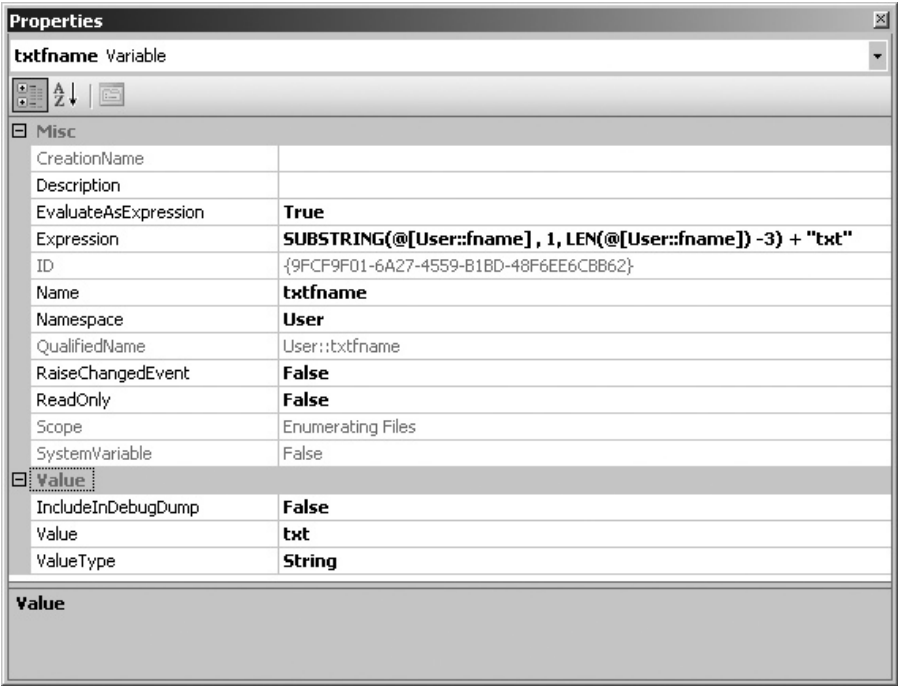 Properties
txtfname Variable
Misc
CreationName
Description
EvaluateAsExpression True
Expression SUBSTRING(@[User::fname] , 1, LEN(@[User::fname]) -3) + "txt"
ID {9FCF9F01-6A27-4559-B1BD-48F6EE6CBB62}
Name txtfname
Namespace User
QualifiedName User::txtfname
RaiseChangedEvent False
ReadOnly False
Scope Enumerating Files
SystemVariable False
Value
IncludeInDebugDump False
Value txt
ValueType String
Value